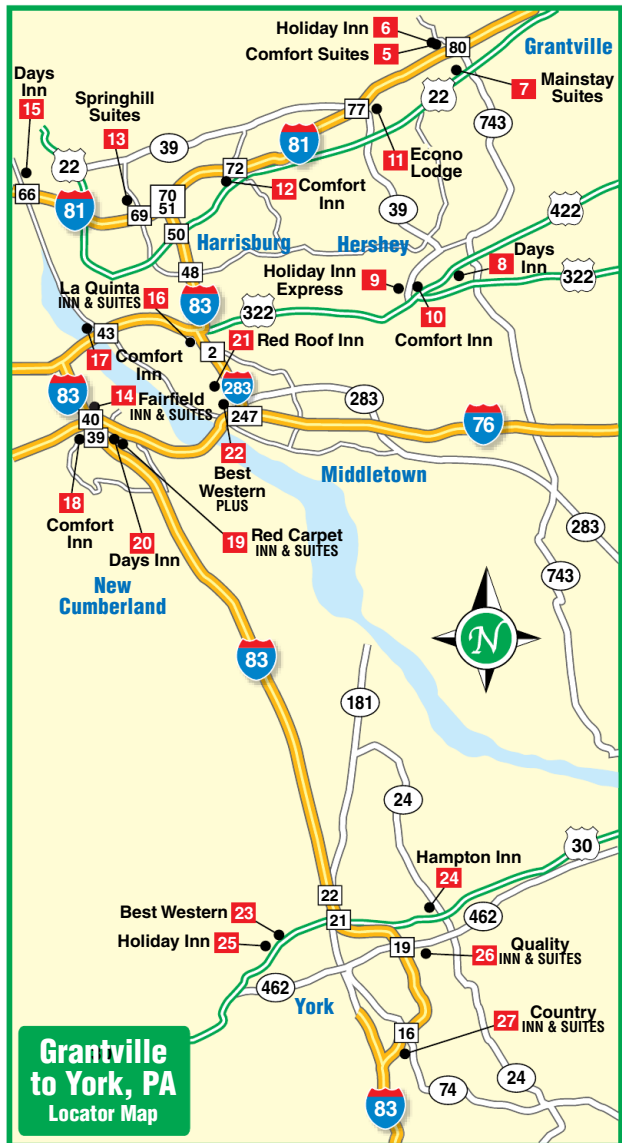 Holiday Inn 6
Comfort Suites 5
80
Grantville
7 Mainstay
Suites
22
743
77
Days
Inn
15
Springhill
Suites
13
39
81
11 Econo
Lodge
22
72
12 Comfort
Inn
66
81
70
51
69
50
39
422
Harrisburg
Hershey
Days
8 Inn
48
Holiday Inn
Express 9
322
La Quinta
INN & SUITES 16
83
322
10
Comfort Inn
43
21 Red Roof Inn
2
17 Comfort
Inn
83
14 Fairfield
INN & SUITES
283
283
40
247
76
39
22
Best
Western
PLUS
Middletown
18
Comfort
Inn
20
Days Inn
19 Red Carpet
INN & SUITES
283
New
Cumberland
743
N
83
181
24
30
Hampton Inn
24
22
Best Western 23
21
462
Holiday Inn 25
19
26 Quality
INN & SUITES
462
York
27 Country
INN & SUITES
16
Grantville
to York, PA
Locator Map
74
24
83